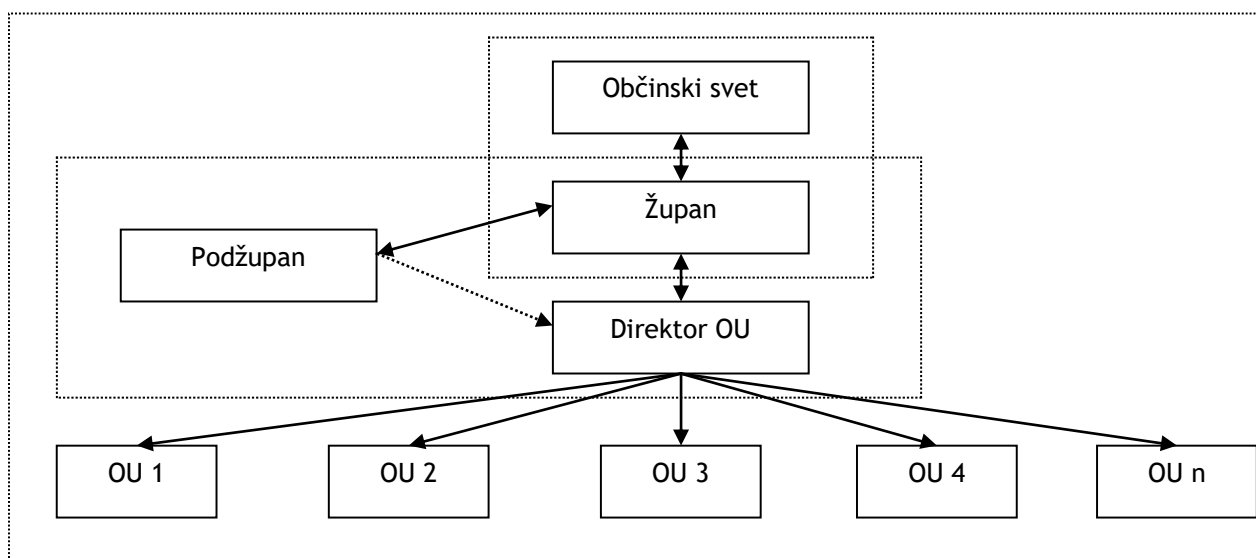 Občinski svet
Župan
Podžupan
Direktor OU
OU 1
OU 2
OU 3
OU 4
OU n